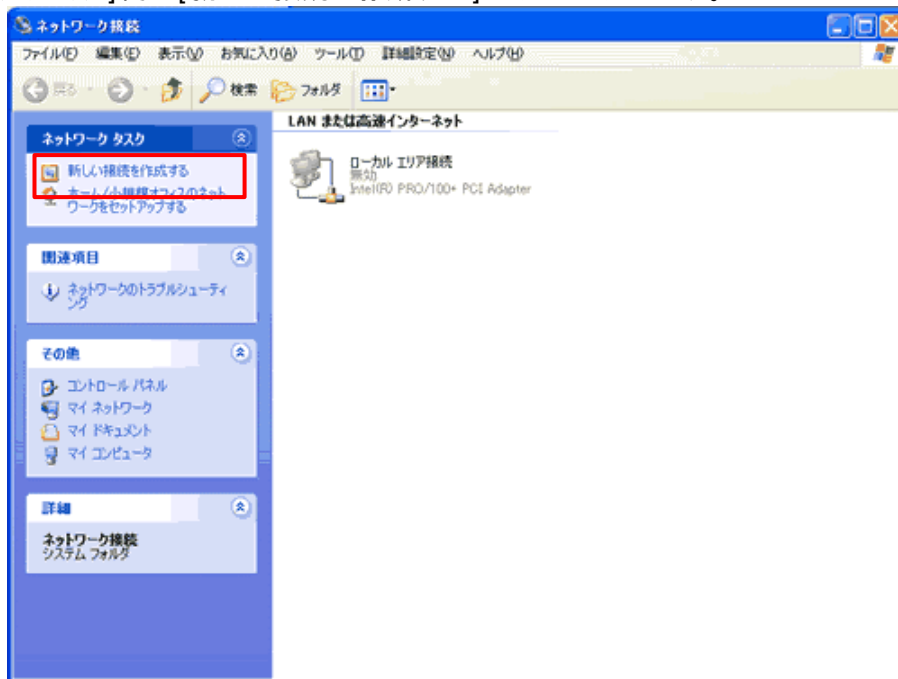 ネットワーク接続
ファイル(F) 編集(E) 表示(V) お気に入り(A) ツール(T) 詳細設定(N) ヘルプ(H)
戻る 検索 フォルダ
ネットワーク タスク
新しい接続を作成する
ホーム/小規模オフィスのネット
ワークをセットアップする
関連項目
ネットワークのトラブルシューティ
ング
その他
コントロール パネル
マイ ネットワーク
マイ ドキュメント
マイ コンピュータ
詳細
ネットワーク接続
システム フォルダ
LAN または高速インターネット
ローカル エリア接続
無効
Intel(R) PRO/100+ PCI Adapter